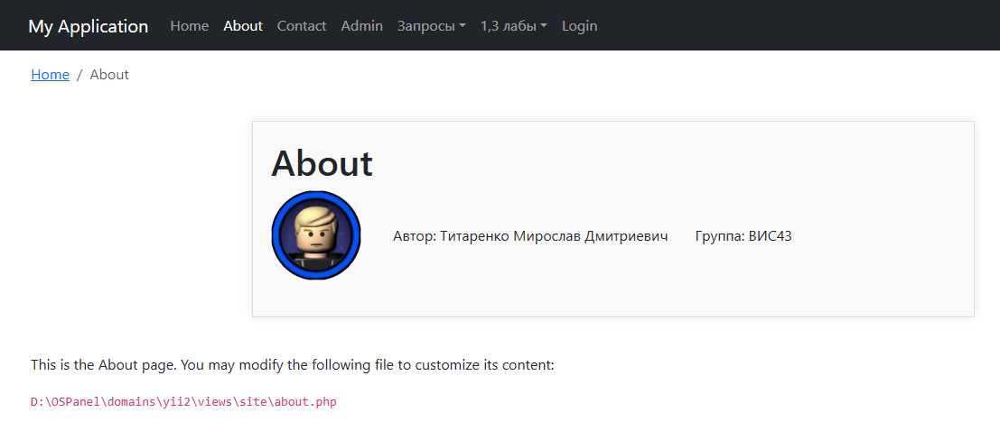 My Application Home About Contact Admin Запросы 1,3 лабы Login
Home / About
About
Автор: Титаренко Мирослав Дмитриевич Группа: ВИС43
This is the About page. You may modify the following file to customize its content:
D:\OSPanel\domains\yii2\views\site\about.php